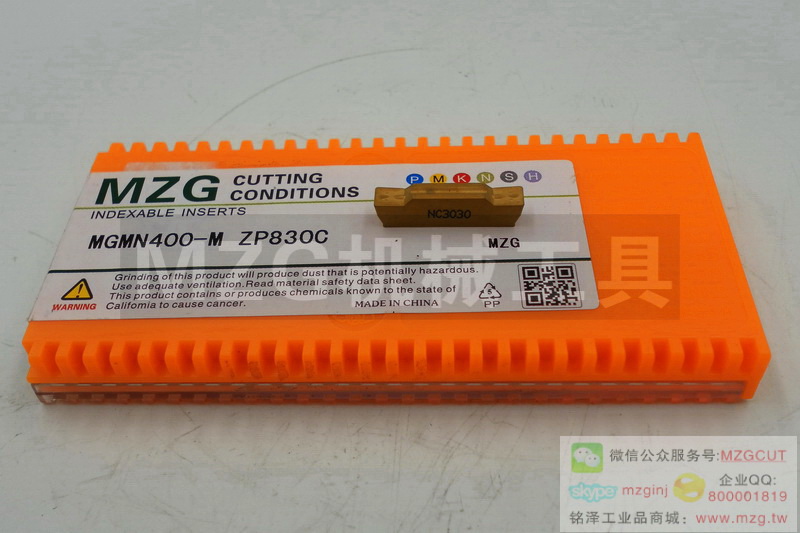 MZG CUTTING CONDITIONS
P M K N S H
INDEXABLE INSERTS
NC3030
MGMN400-M ZP830C
MZG
MZG机械工具
Grinding of this product will produce dust that is potentially hazardous.
Use adequate ventilation.Read material safety data sheet.
This product contains or produces chemicals known to the state of
Califomia to cause cancer.
WARNING
MADE IN CHINA
5
PP
微信公众服务号:MZGCUT
企业QQ:
skype mzginj 800001819
铭泽工业品商城: www.mzg.tw